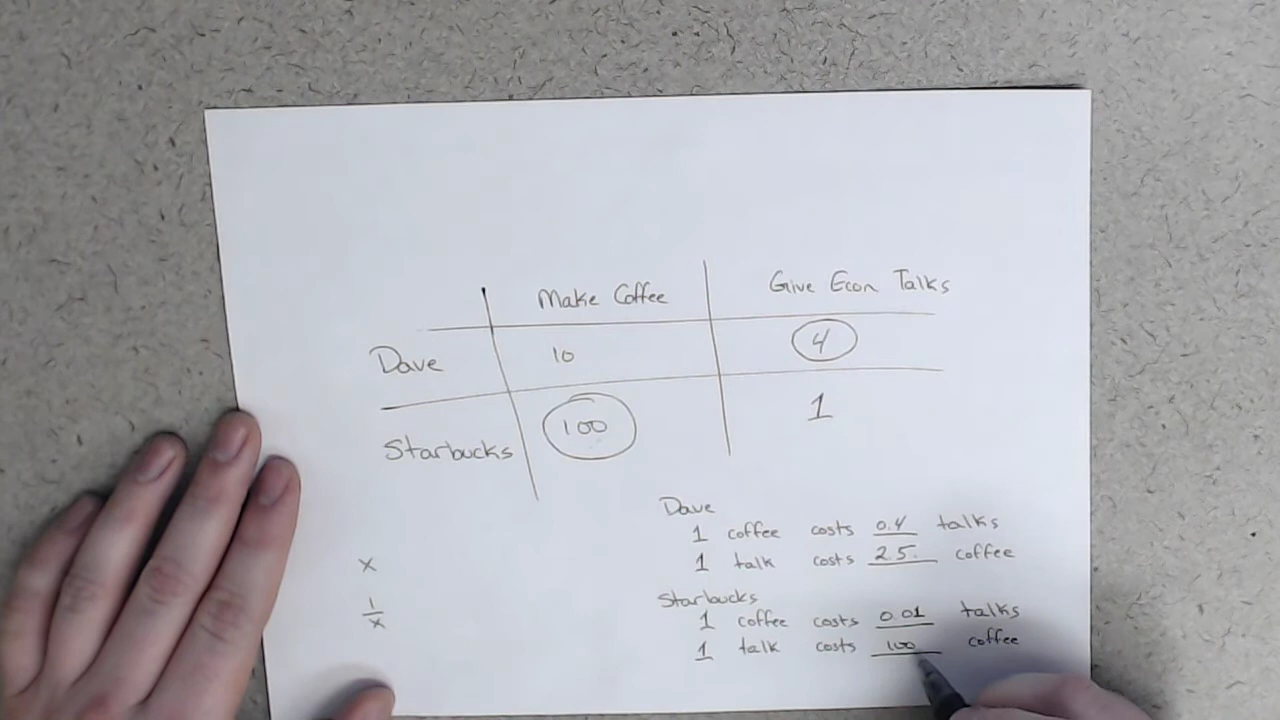 Make Coffee Give Econ Talks
Dave 10 4
Starbucks 100 1
Dave
1 coffee costs 0.4 talks
1 talk costs 2.5 coffee
x
Starbucks
1 coffee costs 0.01 talks
1/x
1 talk costs 100 coffee